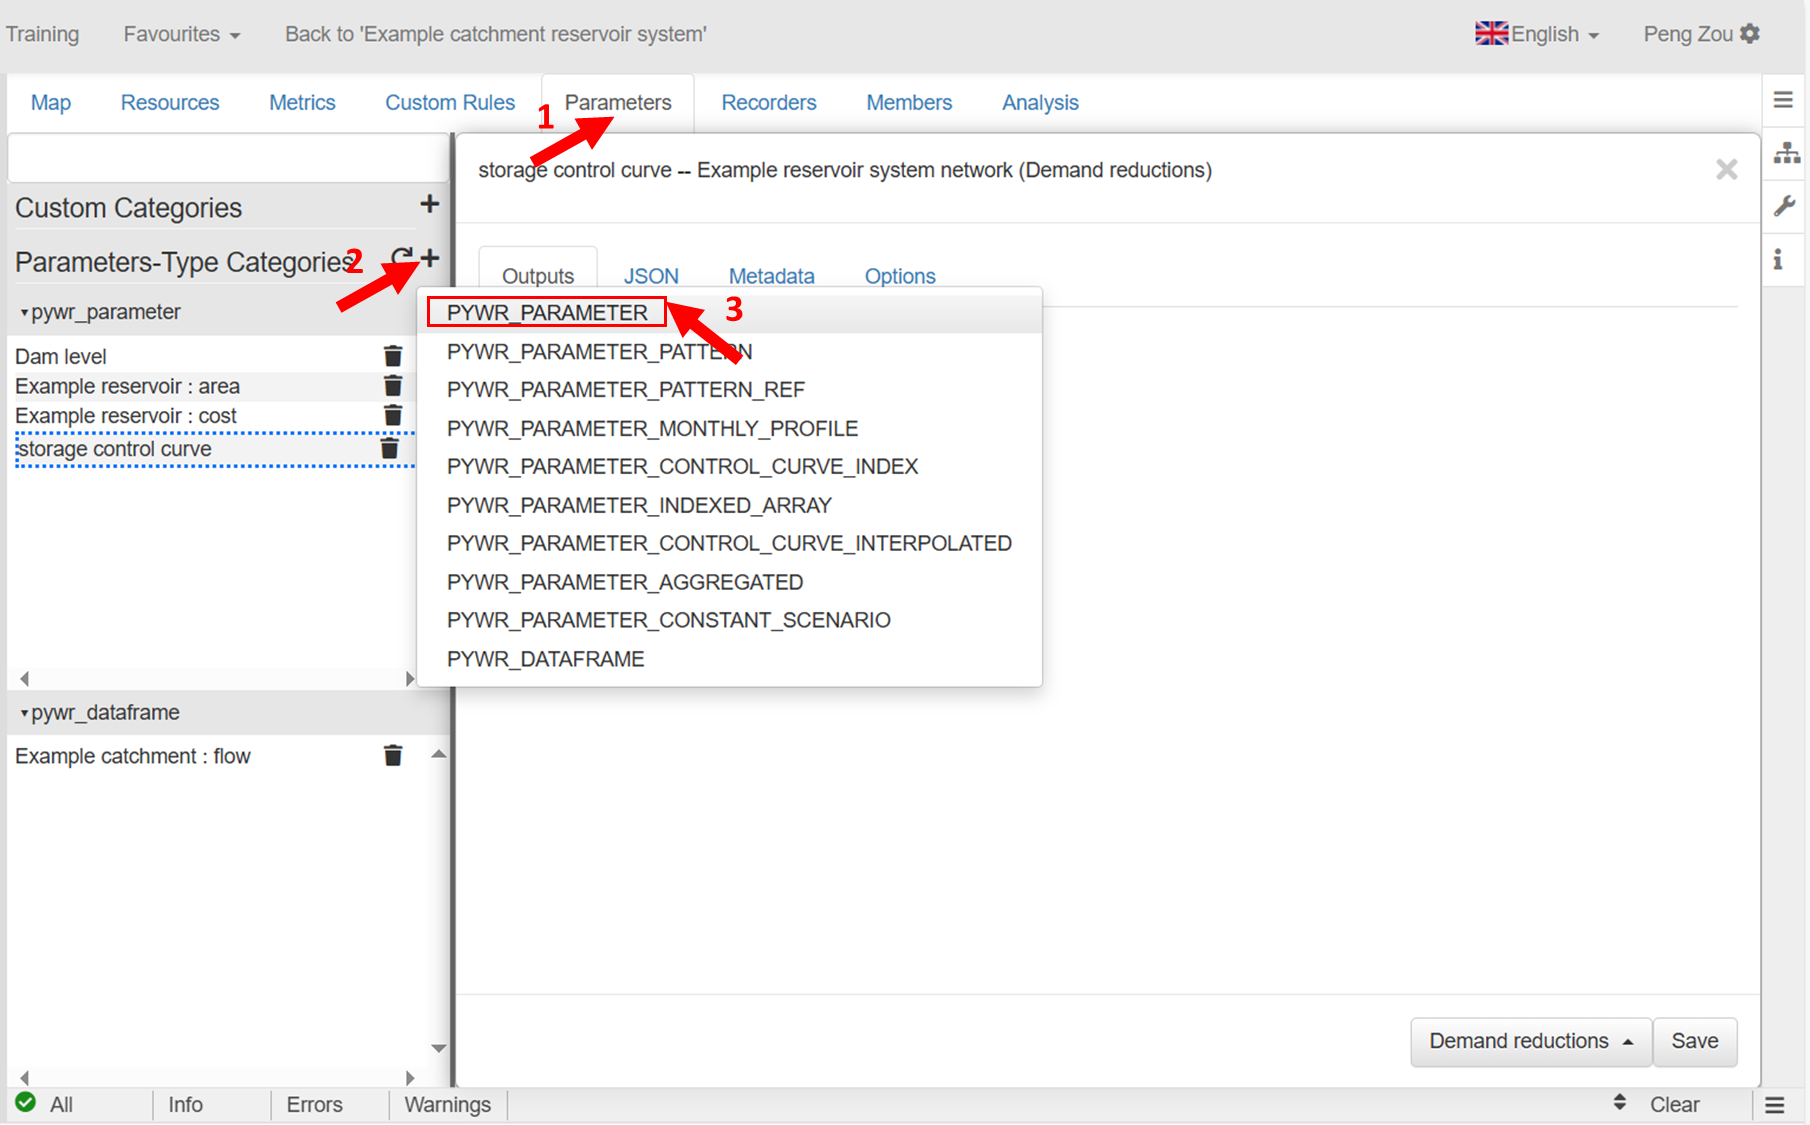 Training Favourites Back to 'Example catchment reservoir system' English Peng Zou
Map Resources Metrics Custom Rules Parameters Recorders Members Analysis
1
storage control curve -- Example reservoir system network (Demand reductions)
Custom Categories
Parameters-Type Categories
2
Outputs JSON Metadata Options
pywr_parameter
Dam level
Example reservoir : area
Example reservoir : cost
storage control curve
PYWR_PARAMETER
3
PYWR_PARAMETER_PATTERN
PYWR_PARAMETER_PATTERN_REF
PYWR_PARAMETER_MONTHLY_PROFILE
PYWR_PARAMETER_CONTROL_CURVE_INDEX
PYWR_PARAMETER_INDEXED_ARRAY
PYWR_PARAMETER_CONTROL_CURVE_INTERPOLATED
PYWR_PARAMETER_AGGREGATED
PYWR_PARAMETER_CONSTANT_SCENARIO
PYWR_DATAFRAME
pywr_dataframe
Example catchment : flow
Demand reductions Save
All Info Errors Warnings Clear